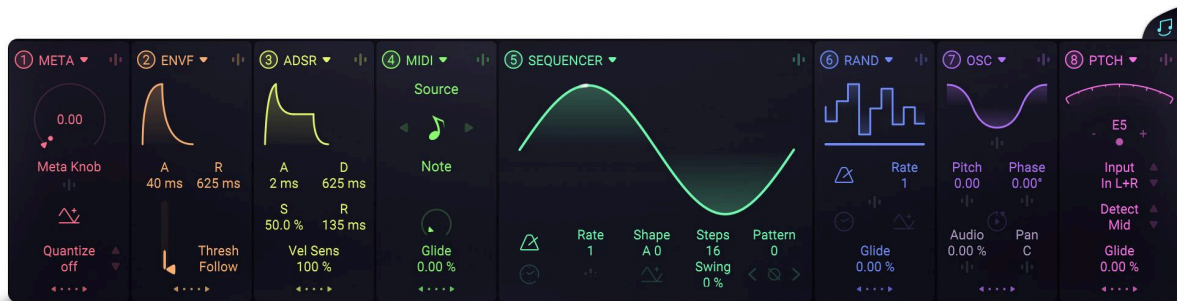 1 META
0.00
Meta Knob
Quantize
off
2 ENVF
A R
40 ms 625 ms
Thresh
Follow
3 ADSR
A D
2 ms 625 ms
S R
50.0 % 135 ms
Vel Sens
100 %
4 MIDI
Source
Note
Glide
0.00 %
5 SEQUENCER
Rate Shape Steps Pattern
1 A 0 16 0
Swing
0 %
6 RAND
Rate
1
Glide
0.00 %
7 OSC
Pitch Phase
0.00 0.00°
Audio Pan
0.00 % C
8 PTCH
E5
- +
Input
In L+R
Detect
Mid
Glide
0.00 %